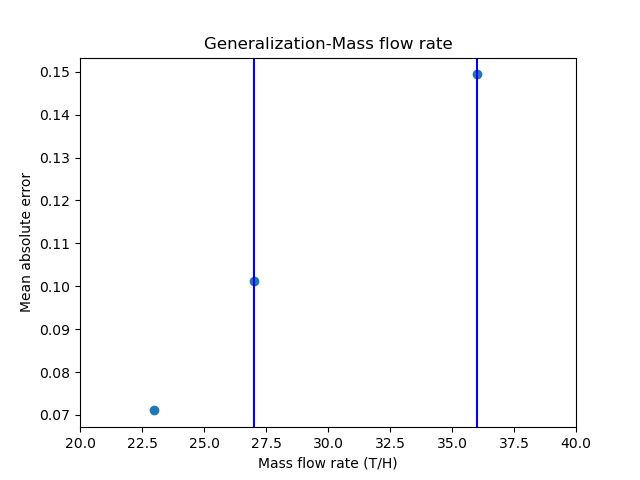 Generalization-Mass flow rate
0.15
0.14
0.13
0.12
0.11
0.10
0.09
0.08
0.07
Mean absolute error
20.0 22.5 25.0 27.5 30.0 32.5 35.0 37.5 40.0
Mass flow rate (T/H)